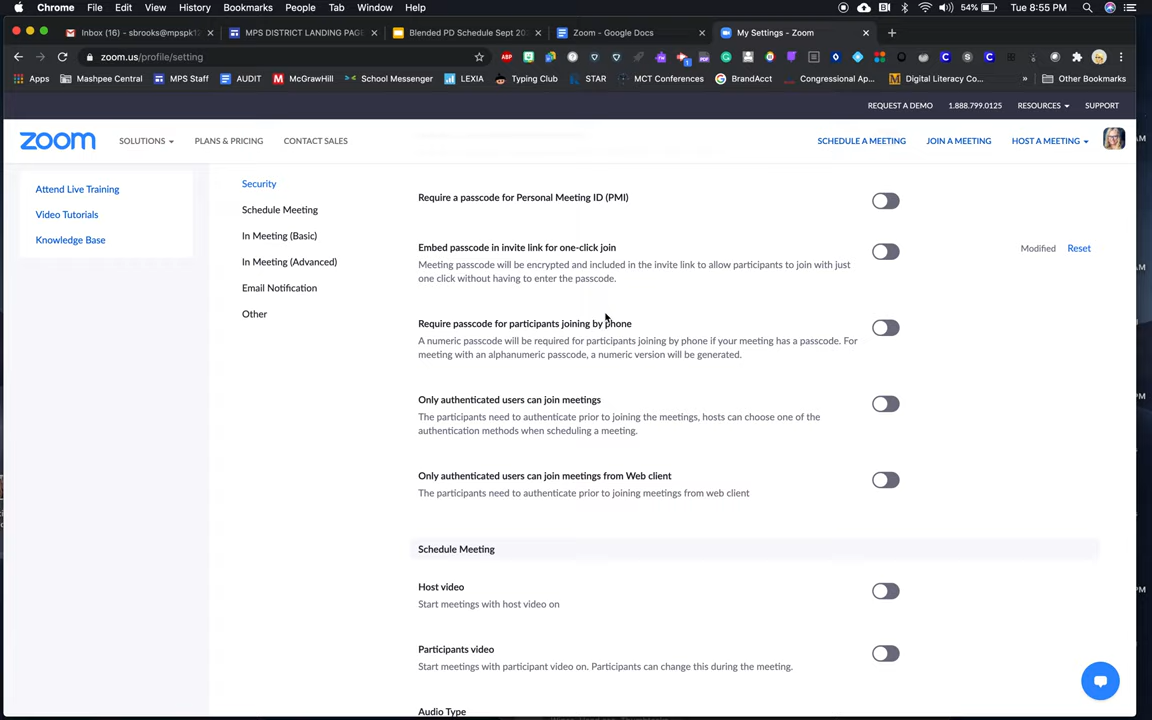 Chrome File Edit View History Bookmarks People Tab Window Help 54% Tue 8:55 PM
Inbox (16) - sbrooks@mpspk12 MPS DISTRICT LANDING PAGE Blended PD Schedule Sept 202 Zoom - Google Docs My Settings - Zoom
zoom.us/profile/setting
Apps Mashpee Central MPS Staff AUDIT McGrawHill School Messenger LEXIA Typing Club STAR MCT Conferences BrandAcct Congressional Ap... Digital Literacy Co... » Other Bookmarks
REQUEST A DEMO 1.888.799.0125 RESOURCES SUPPORT
zoom SOLUTIONS PLANS & PRICING CONTACT SALES SCHEDULE A MEETING JOIN A MEETING HOST A MEETING
Attend Live Training
Video Tutorials
Knowledge Base
Security
Schedule Meeting
In Meeting (Basic)
In Meeting (Advanced)
Email Notification
Other
Require a passcode for Personal Meeting ID (PMI)
Embed passcode in invite link for one-click join Modified Reset
Meeting passcode will be encrypted and included in the invite link to allow participants to join with just
one click without having to enter the passcode.
Require passcode for participants joining by phone
A numeric passcode will be required for participants joining by phone if your meeting has a passcode. For
meeting with an alphanumeric passcode, a numeric version will be generated.
Only authenticated users can join meetings
The participants need to authenticate prior to joining the meetings, hosts can choose one of the
authentication methods when scheduling a meeting.
Only authenticated users can join meetings from Web client
The participants need to authenticate prior to joining meetings from web client
Schedule Meeting
Host video
Start meetings with host video on
Participants video
Start meetings with participant video on. Participants can change this during the meeting.
Audio Type